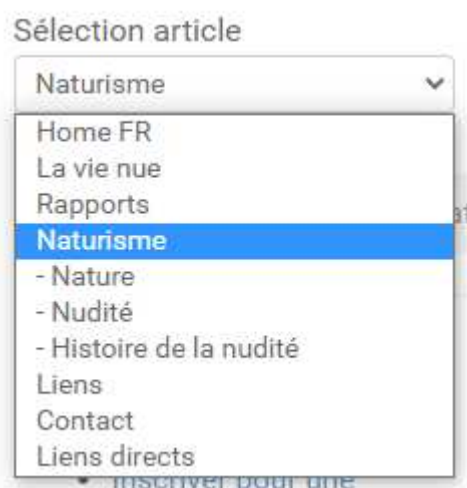 Sélection article
Naturisme
Home FR
La vie nue
Rapports
Naturisme
- Nature
- Nudité
- Histoire de la nudité
Liens
Contact
Liens directs